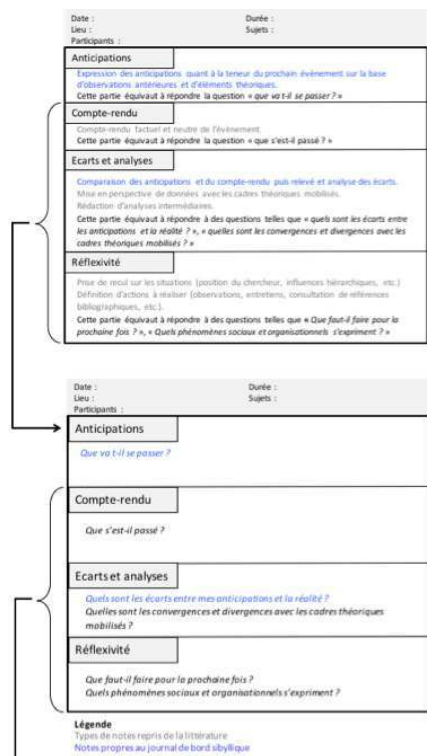 Date : Durée :
Lieu : Sujets :
Participants :
Anticipations
Expression des anticipations quant à la teneur du prochain évènement sur la base
d'observations antérieures et d'éléments théoriques.
Cette partie équivaut à répondre la question « que va t-il se passer ? »
Compte-rendu
Compte-rendu factuel et neutre de l'évènement.
Cette partie équivaut à répondre la question « que s'est-il passé ? »
Ecarts et analyses
Comparaison des anticipations et du compte-rendu puis relevé et analyse des écarts.
Mise en perspective de données avec les cadres théoriques mobilisés.
Rédaction d'analyses intermédiaires.
Cette partie équivaut à répondre à des questions telles que « quels sont les écarts entre
les anticipations et la réalité ? », « quelles sont les convergences et divergences avec les
cadres théoriques mobilisés ? »
Réflexivité
Prise de recul sur les situations (position du chercheur, influences hiérarchiques, etc.)
Définition d'actions à réaliser (observations, entretiens, consultation de références
bibliographiques, etc.).
Cette partie équivaut à répondre à des questions telles que « Que faut-il faire pour la
prochaine fois ? », « Quels phénomènes sociaux et organisationnels s'expriment ? »
Date : Durée :
Lieu : Sujets :
Participants :
Anticipations
Que va t-il se passer ?
Compte-rendu
Que s'est-il passé ?
Ecarts et analyses
Quels sont les écarts entre mes anticipations et la réalité ?
Quelles sont les convergences et divergences avec les cadres théoriques
mobilisés ?
Réflexivité
Que faut-il faire pour la prochaine fois ?
Quels phénomènes sociaux et organisationnels s'expriment ?
Légende
Types de notes repris de la littérature
Notes propres au journal de bord sibyllique